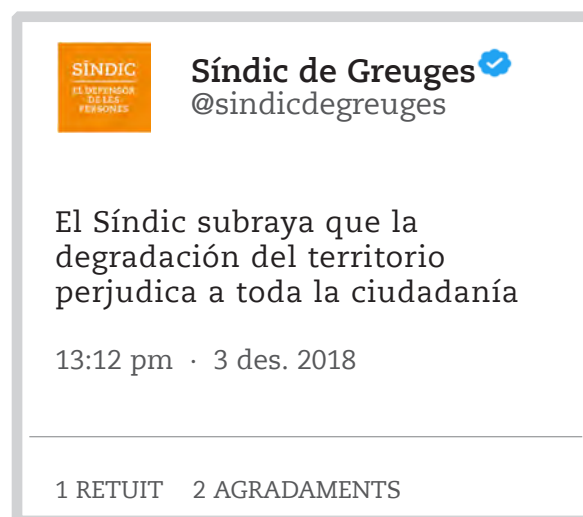 SÍNDIC
EL DEFENSOR
DE LES
PERSONES
Síndic de Greuges
@sindicdegreuges
El Síndic subraya que la
degradación del territorio
perjudica a toda la ciudadanía
13:12 pm · 3 des. 2018
1 RETUIT 2 AGRADAMENTS